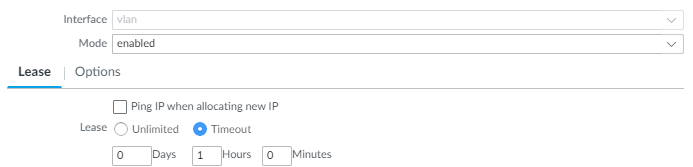 Interface vlan
Mode enabled
Lease | Options
Ping IP when allocating new IP
Lease Unlimited Timeout
0 Days 1 Hours 0 Minutes